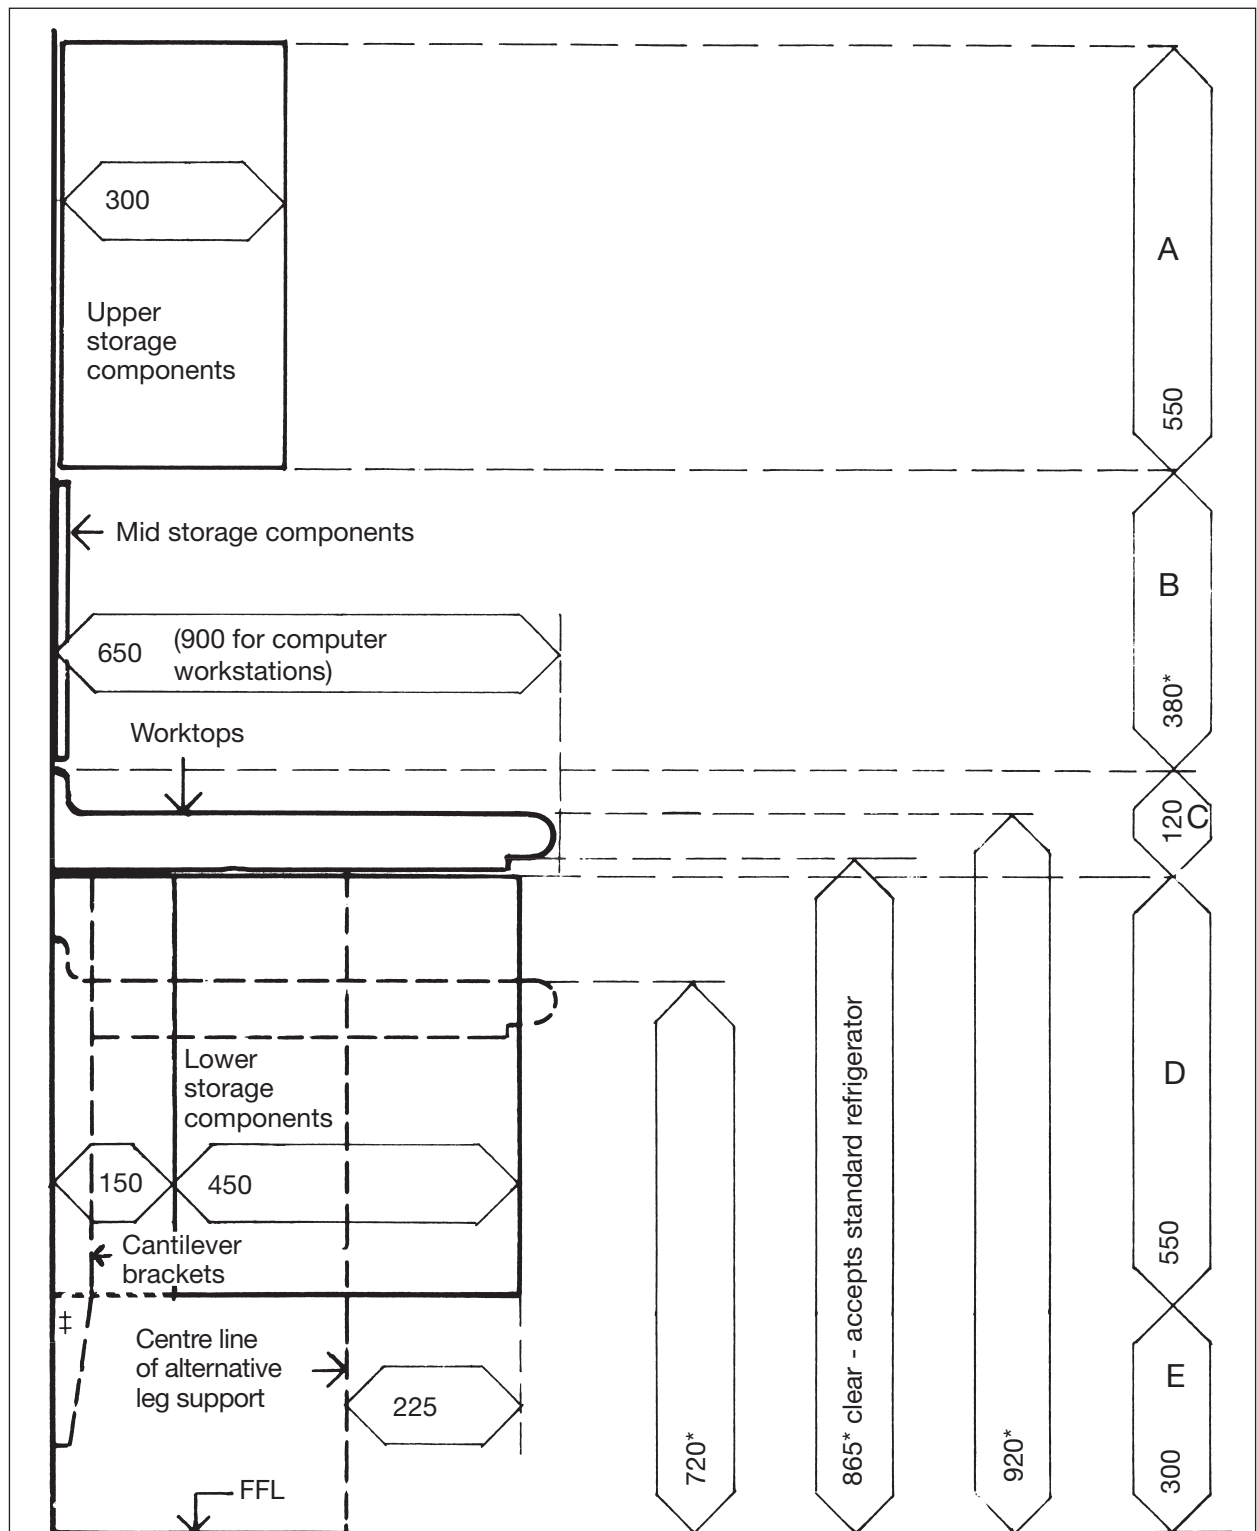 300
Upper
storage
components
A
550
Mid storage components
B
380*
650
(900 for computer
workstations)
Worktops
120
C
Lower
storage
components
150
450
Cantilever
brackets
‡
Centre line
of alternative
leg support
225
FFL
720*
865* clear - accepts standard refrigerator
920*
D
550
E
300